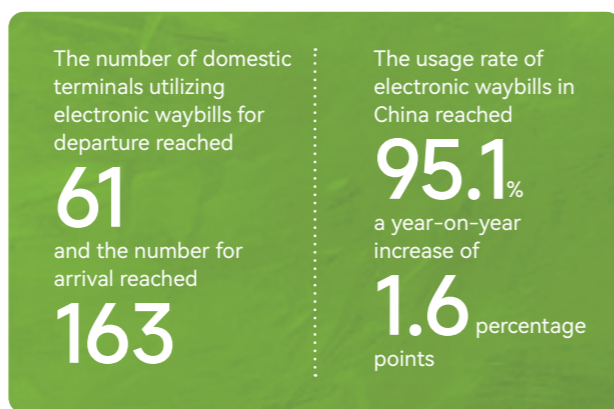 The number of domestic
terminals utilizing
electronic waybills for
departure reached
61
and the number for
arrival reached
163
The usage rate of
electronic waybills in
China reached
95.1%
a year-on-year
increase of
1.6 percentage
points